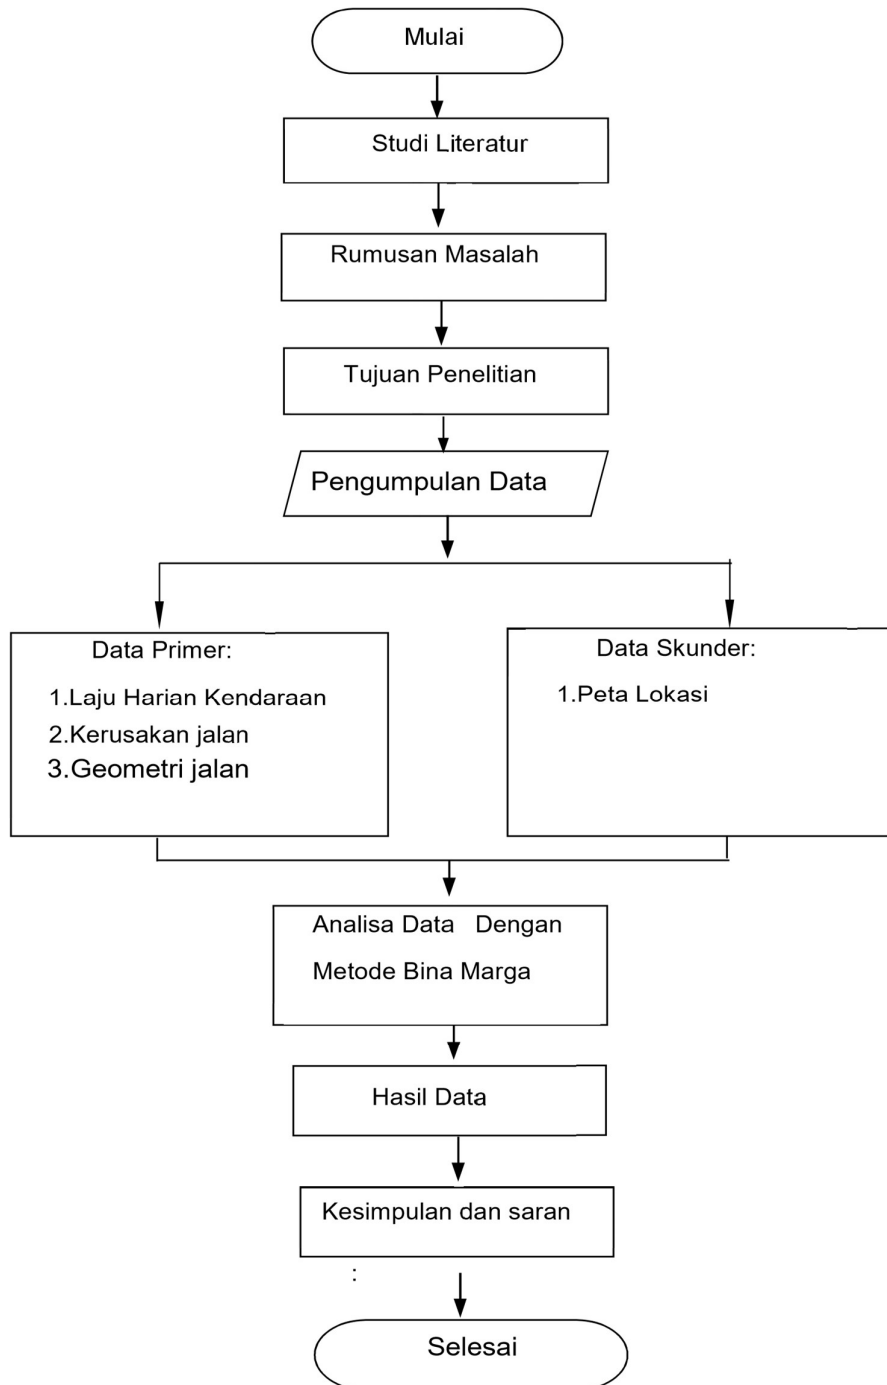 Mulai
Studi Literatur
Rumusan Masalah
Tujuan Penelitian
Pengumpulan Data
Data Primer:
1.Laju Harian Kendaraan
2.Kerusakan jalan
3.Geometri jalan
Data Skunder:
1.Peta Lokasi
Analisa Data Dengan
Metode Bina Marga
Hasil Data
Kesimpulan dan saran
:
Selesai